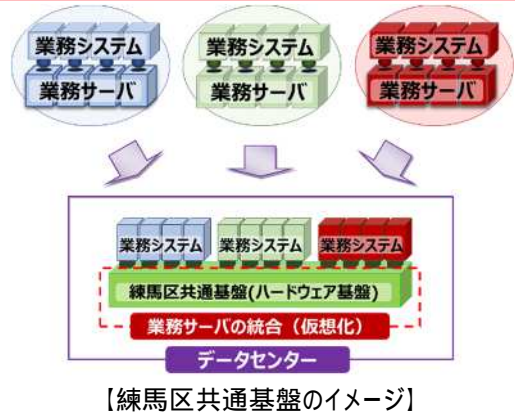 業務システム 業務システム 業務システム
業務サーバ 業務サーバ 業務サーバ
業務システム 業務システム 業務システム
練馬区共通基盤(ハードウェア基盤)
業務サーバの統合（仮想化）
データセンター
【練馬区共通基盤のイメージ】